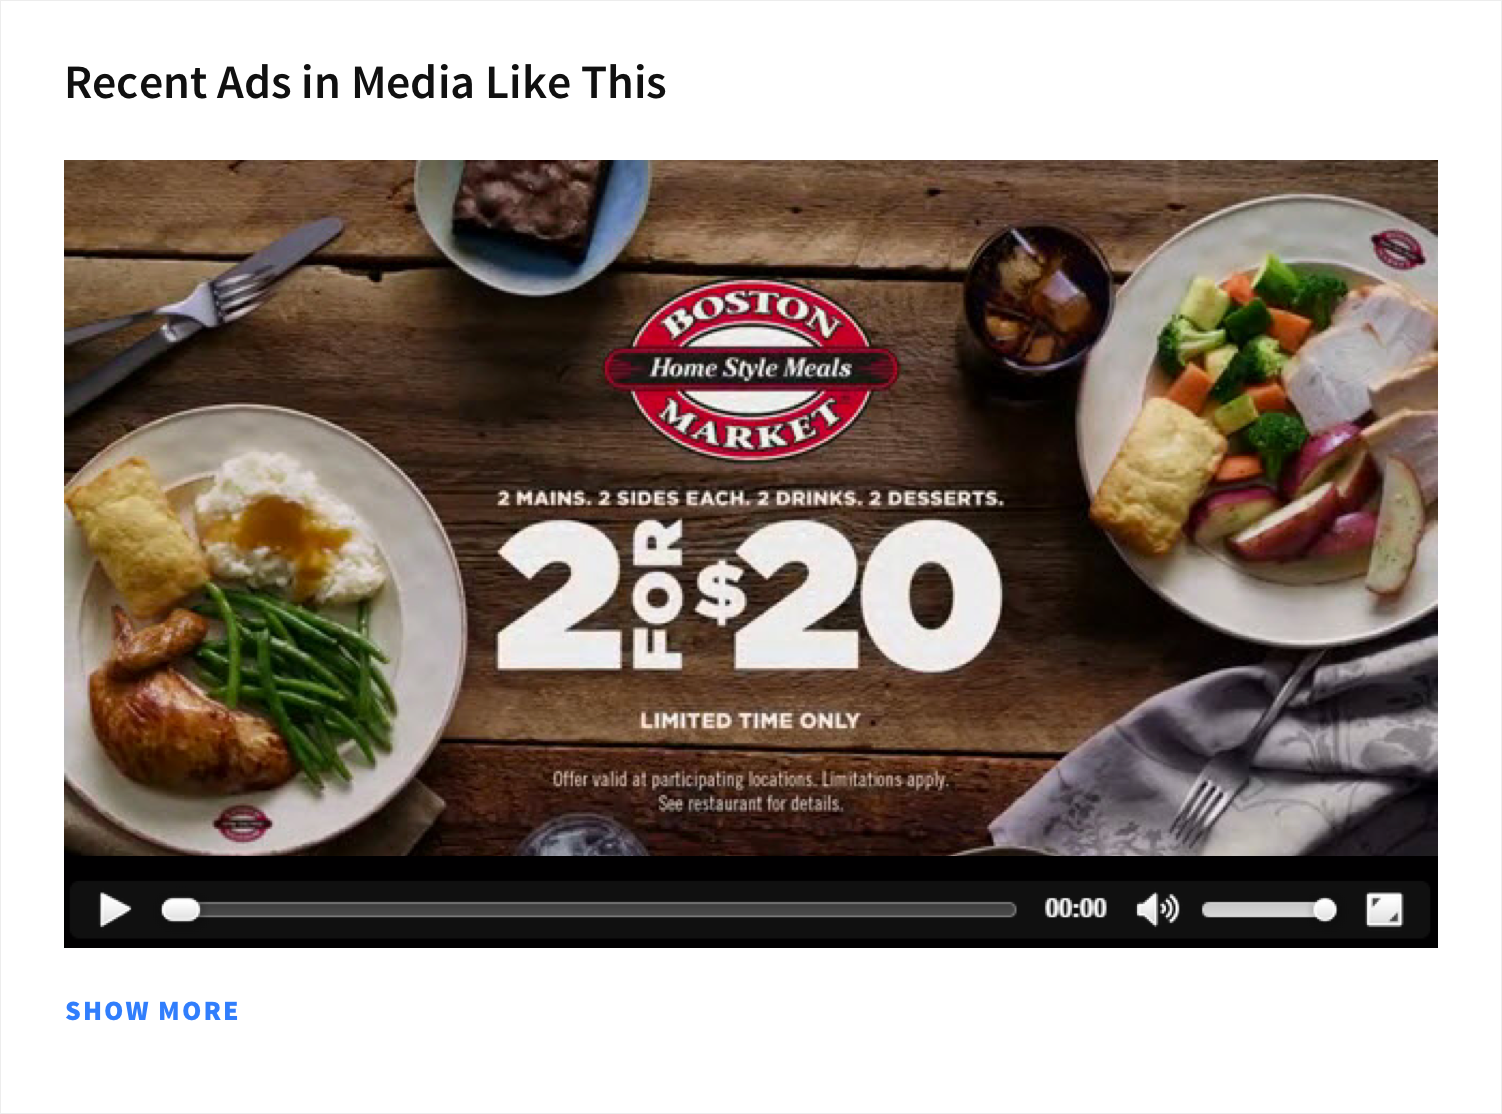 Recent Ads in Media Like This
BOSTON
Home Style Meals
MARKET
2 MAINS. 2 SIDES EACH. 2 DRINKS. 2 DESSERTS.
2 FOR $20
LIMITED TIME ONLY
Offer valid at participating locations. Limitations apply.
See restaurant for details.
00:00
SHOW MORE